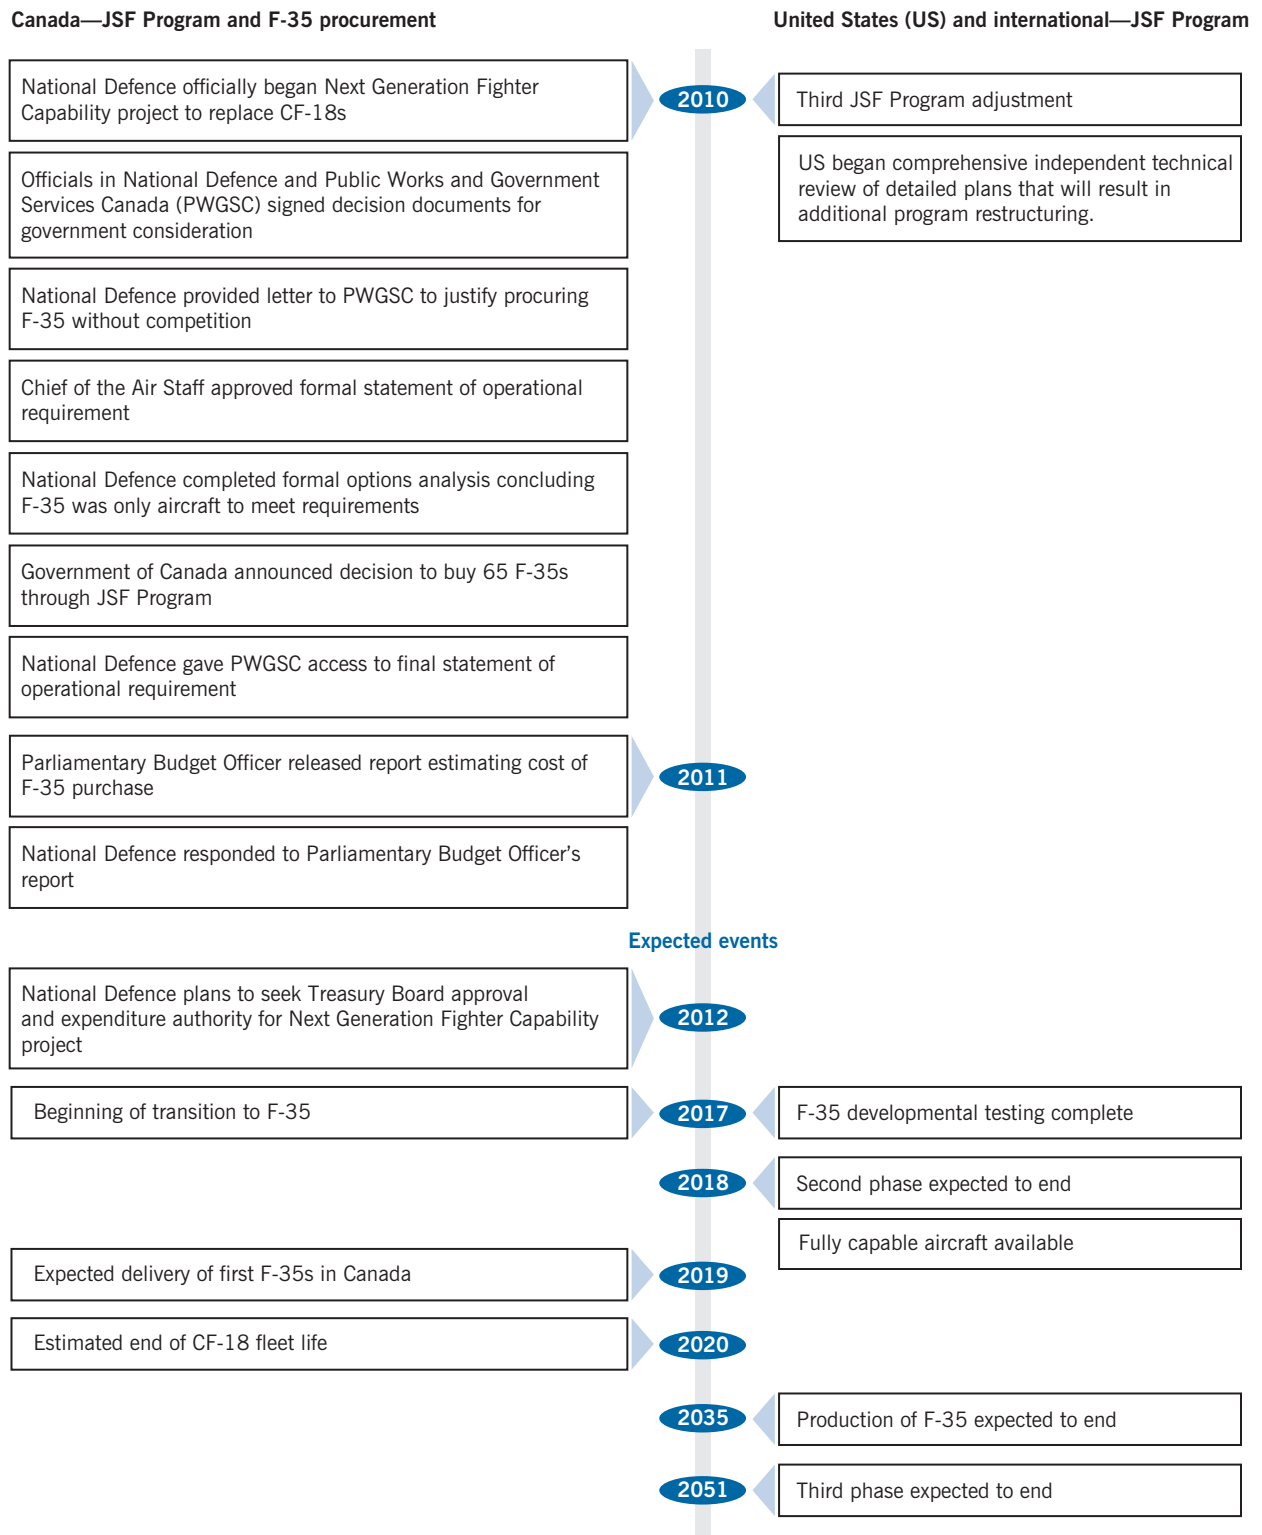 Canada—JSF Program and F-35 procurement
United States (US) and international—JSF Program
National Defence officially began Next Generation Fighter
Capability project to replace CF-18s
2010
Third JSF Program adjustment
US began comprehensive independent technical
review of detailed plans that will result in
additional program restructuring.
Officials in National Defence and Public Works and Government
Services Canada (PWGSC) signed decision documents for
government consideration
National Defence provided letter to PWGSC to justify procuring
F-35 without competition
Chief of the Air Staff approved formal statement of operational
requirement
National Defence completed formal options analysis concluding
F-35 was only aircraft to meet requirements
Government of Canada announced decision to buy 65 F-35s
through JSF Program
National Defence gave PWGSC access to final statement of
operational requirement
Parliamentary Budget Officer released report estimating cost of
F-35 purchase
2011
National Defence responded to Parliamentary Budget Officer's
report
Expected events
National Defence plans to seek Treasury Board approval
and expenditure authority for Next Generation Fighter Capability
project
2012
Beginning of transition to F-35
2017
F-35 developmental testing complete
2018
Second phase expected to end
Fully capable aircraft available
Expected delivery of first F-35s in Canada
2019
Estimated end of CF-18 fleet life
2020
2035
Production of F-35 expected to end
2051
Third phase expected to end